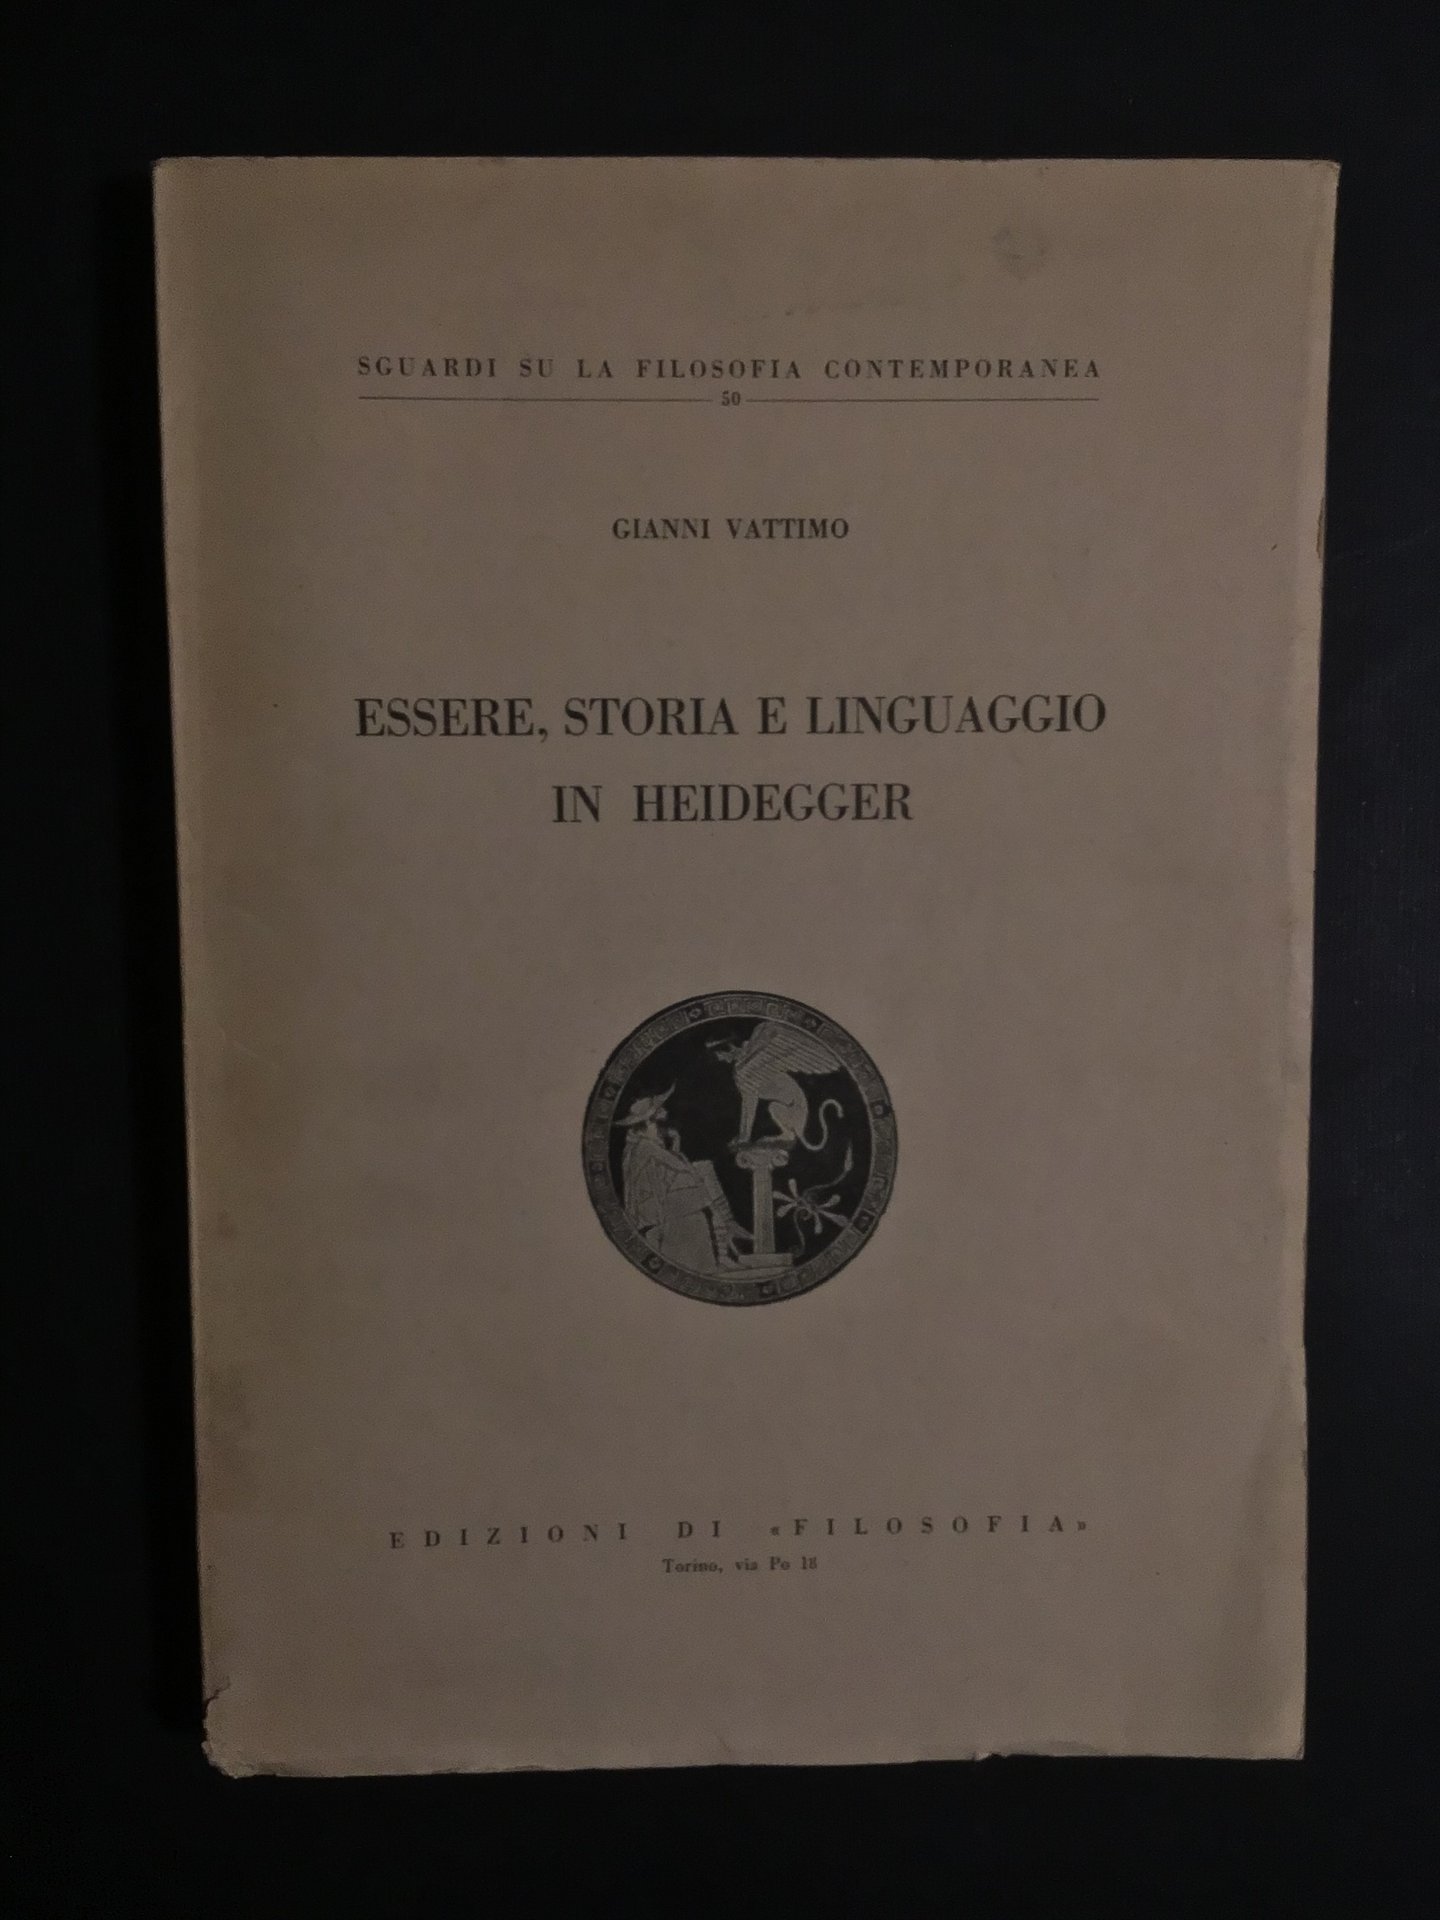 SGUARDI SU LA FILOSOFIA CONTEMPORANEA
50
GIANNI VATTIMO
ESSERE, STORIA E LINGUAGGIO
IN HEIDEGGER
EDIZIONI DI «FILOSOFIA»
Torino, via Po 18